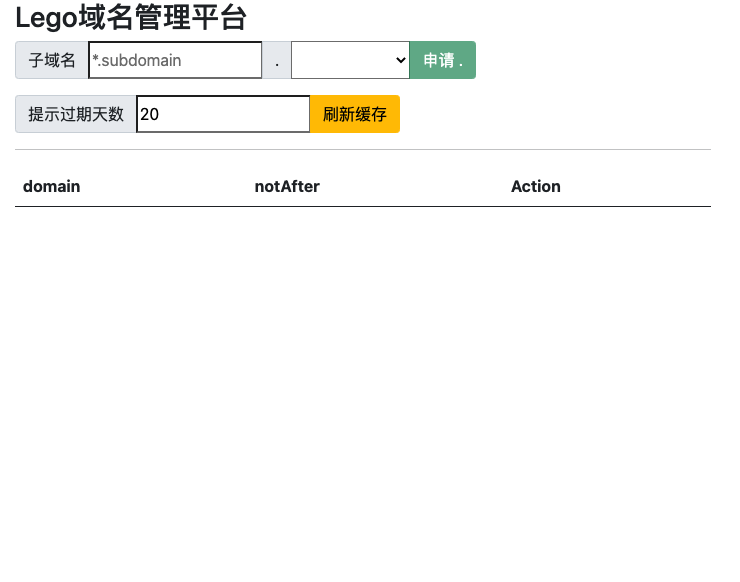 Lego域名管理平台
子域名 *.subdomain . 申请 .
提示过期天数 20 刷新缓存
domain notAfter Action